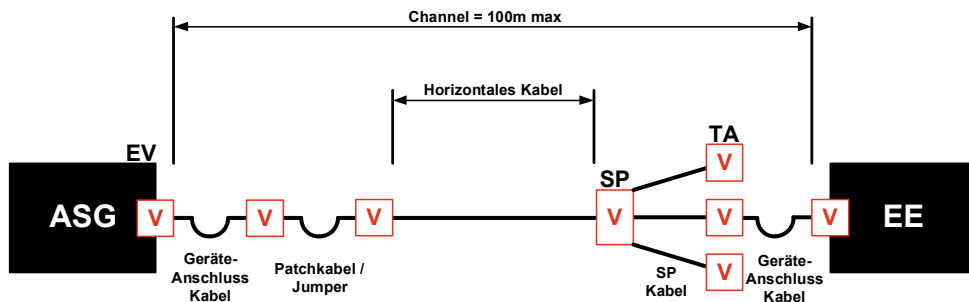 Channel = 100m max
Horizontales Kabel
EV
TA
SP
ASG
V
V
V
V
V
V
V
V
EE
Geräte-
Anschluss
Kabel
Patchkabel /
Jumper
SP
Kabel
Geräte-
Anschluss
Kabel